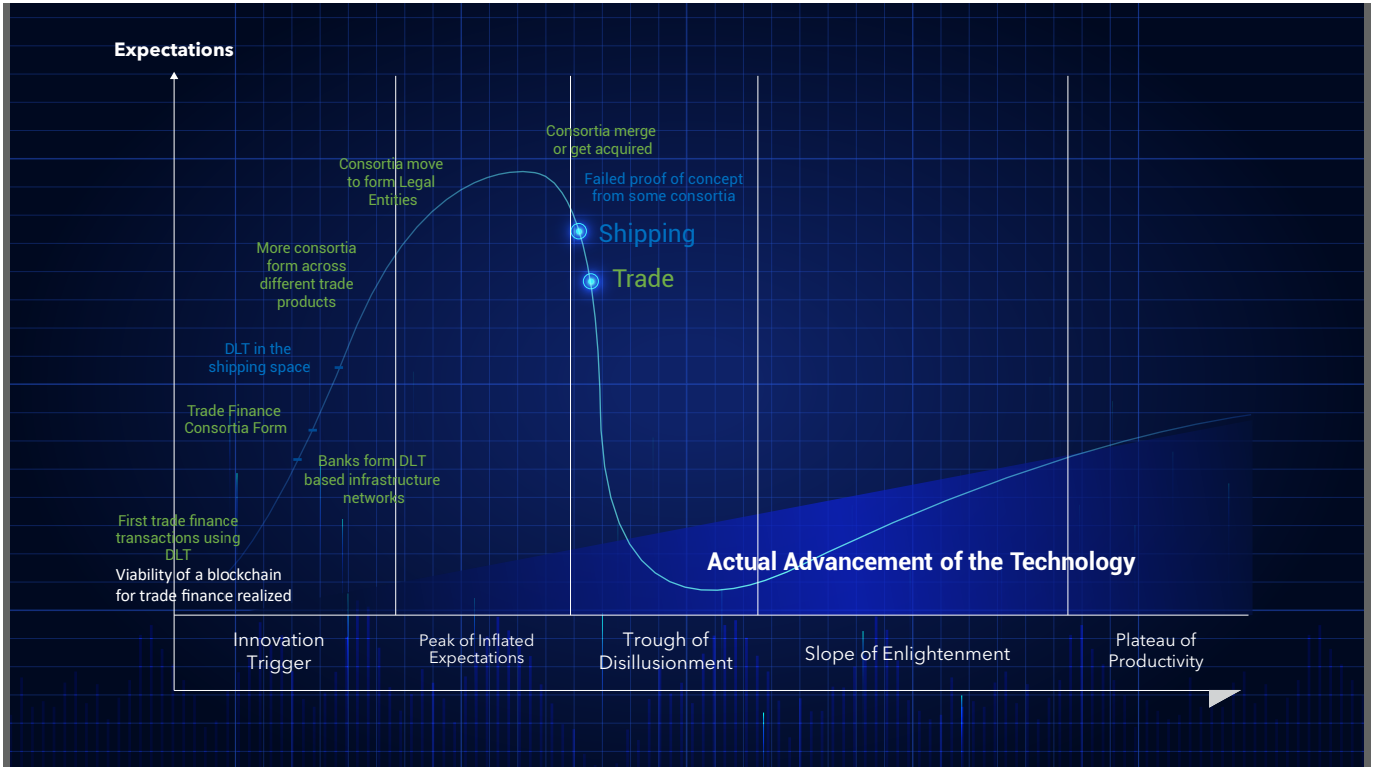 Expectations
Consortia merge
or get acquired
Consortia move
to form Legal
Entities
Failed proof of concept
from some consortia
Shipping
More consortia
form across
different trade
products
Trade
DLT in the
shipping space
Trade Finance
Consortia Form
Banks form DLT
based infrastructure
networks
First trade finance
transactions using
DLT
Viability of a blockchain
for trade finance realized
Actual Advancement of the Technology
Innovation
Trigger
Peak of Inflated
Expectations
Trough of
Disillusionment
Slope of Enlightenment
Plateau of
Productivity